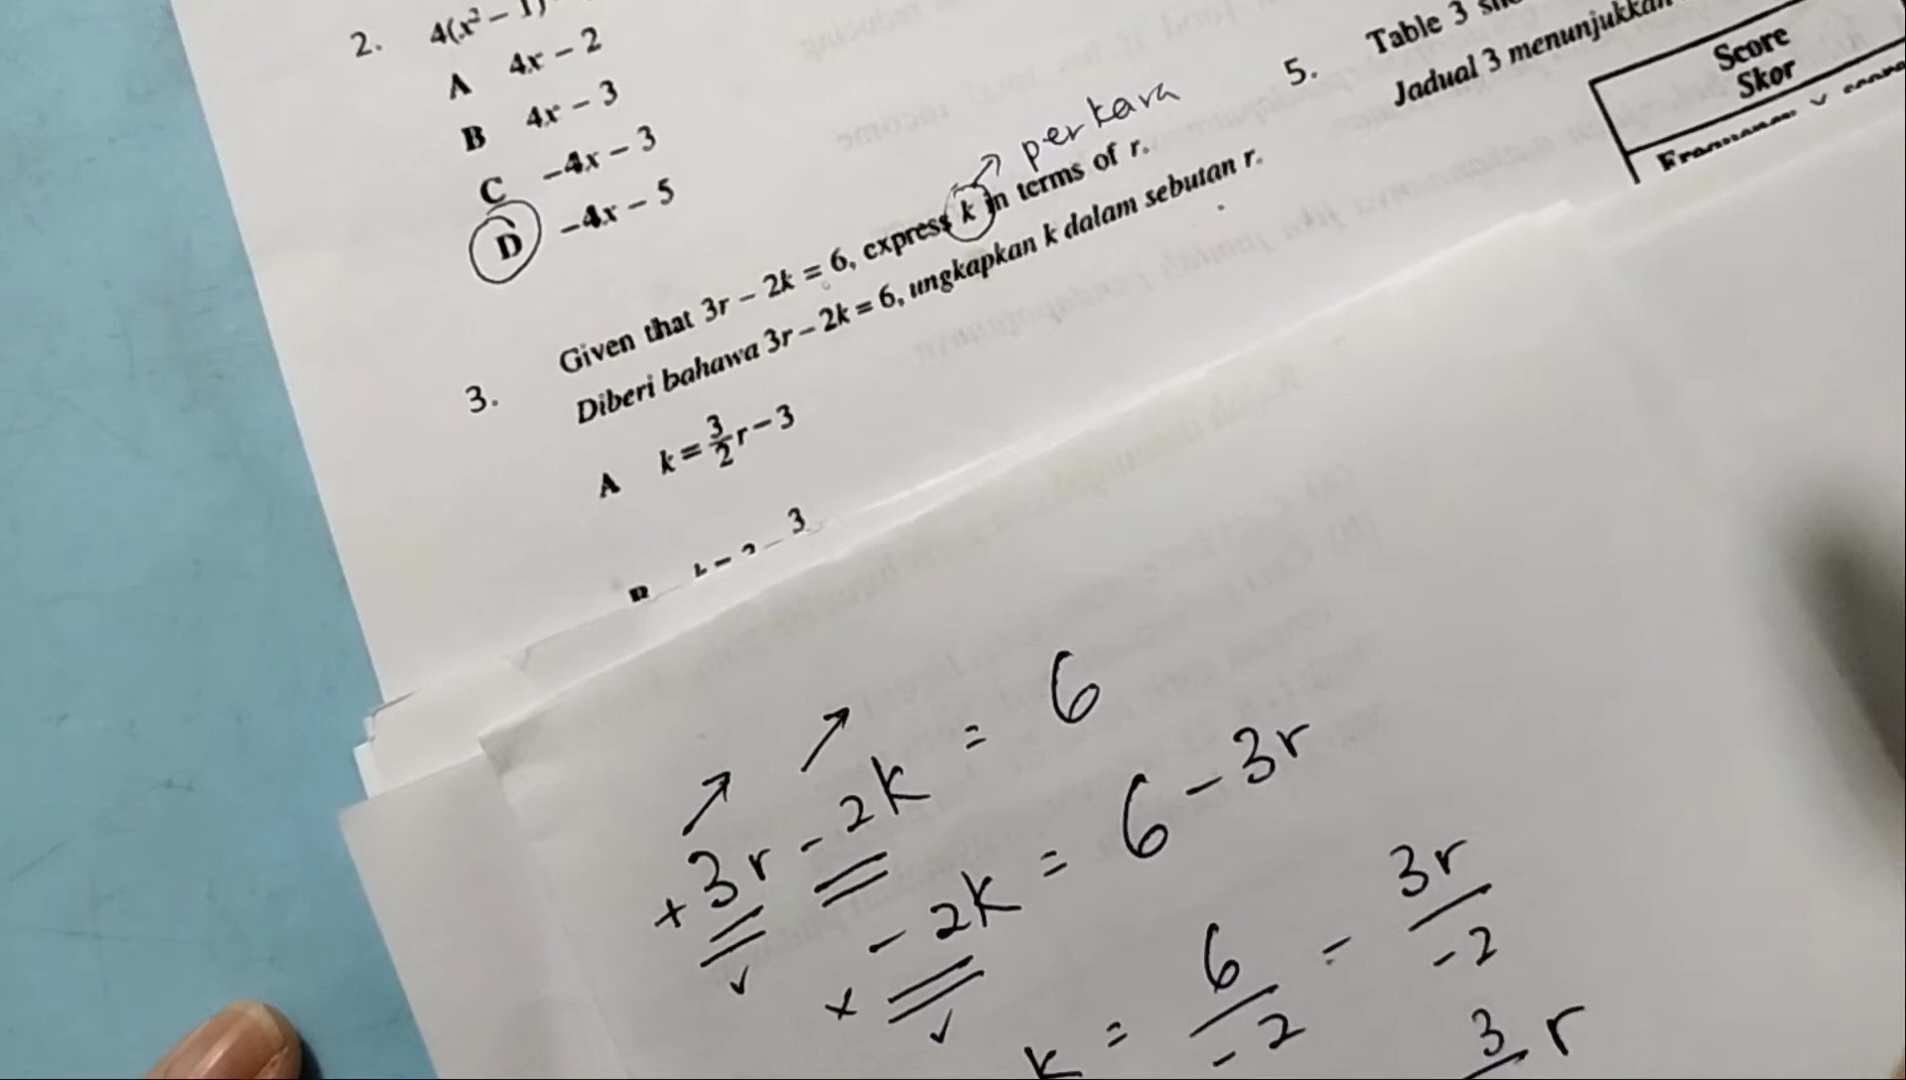 2. 4(x² – 1)
A 4x – 2
B 4x – 3
C –4x – 3
D –4x – 5
perkara
3. Given that 3r – 2k = 6, express k in terms of r.
Diberi bahawa 3r – 2k = 6, ungkapkan k dalam sebutan r.
A k = 3/2 r – 3
3
5. Table 3
Jadual 3 menunjukkan
Score
Skor
+3r - 2k = 6
- 2k = 6 - 3r
k = 6/-2 - 3r/-2
3 r